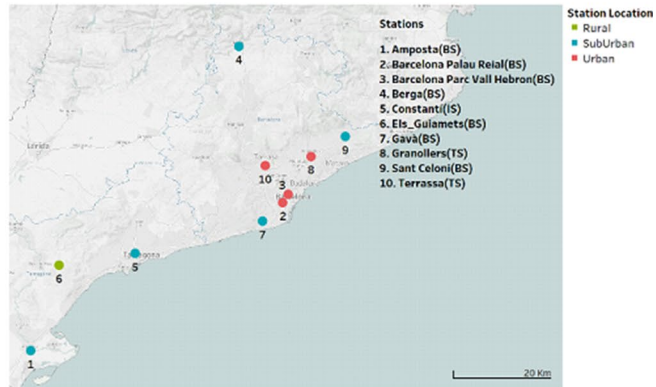 Stations
1. Amposta(BS)
2. Barcelona Palau Reial(BS)
3. Barcelona Parc Vall Hebron(BS)
4. Berga(BS)
5. Constantí(IS)
6. Els_Guiamets(BS)
7. Gavà(BS)
8. Granollers(TS)
9. Sant Celoni(BS)
10. Terrassa(TS)
Station Location
Rural
SubUrban
Urban
4
9
8
10
3
2
7
5
6
1
20 Km